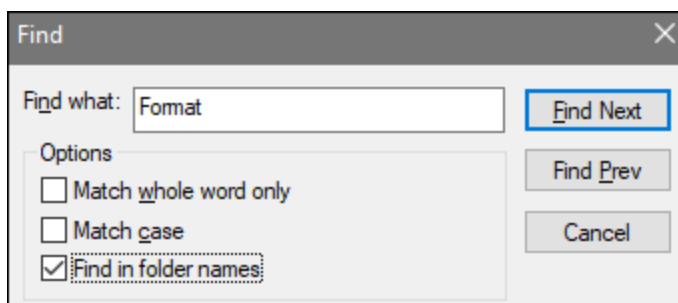 Find
Find what: Format
Find Next
Options
Match whole word only
Find Prev
Match case
Cancel
Find in folder names